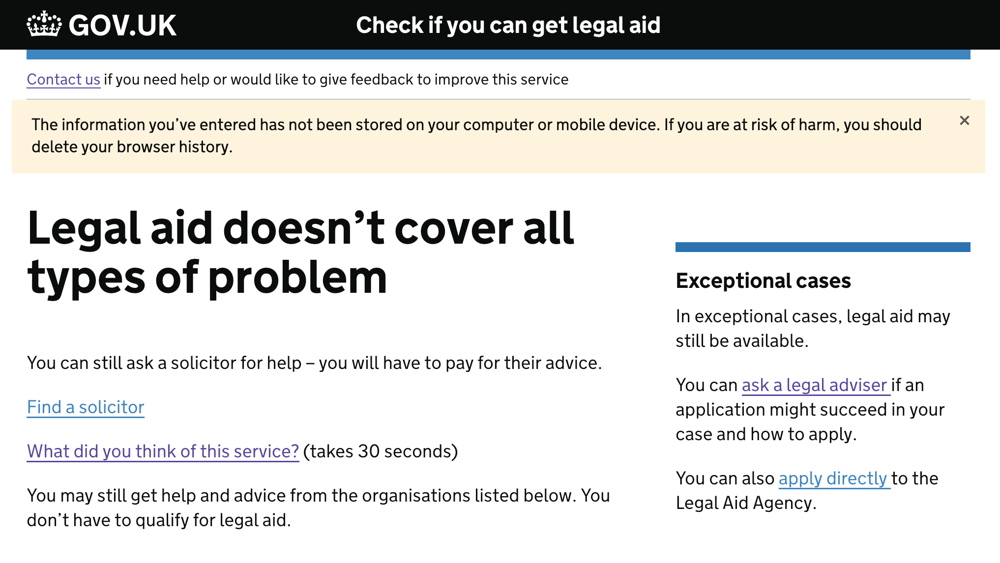 GOV.UK
Check if you can get legal aid
Contact us if you need help or would like to give feedback to improve this service
The information you’ve entered has not been stored on your computer or mobile device. If you are at risk of harm, you should
delete your browser history.
×
Legal aid doesn’t cover all
types of problem
You can still ask a solicitor for help – you will have to pay for their advice.
Find a solicitor
What did you think of this service? (takes 30 seconds)
You may still get help and advice from the organisations listed below. You
don’t have to qualify for legal aid.
Exceptional cases
In exceptional cases, legal aid may
still be available.
You can ask a legal adviser if an
application might succeed in your
case and how to apply.
You can also apply directly to the
Legal Aid Agency.